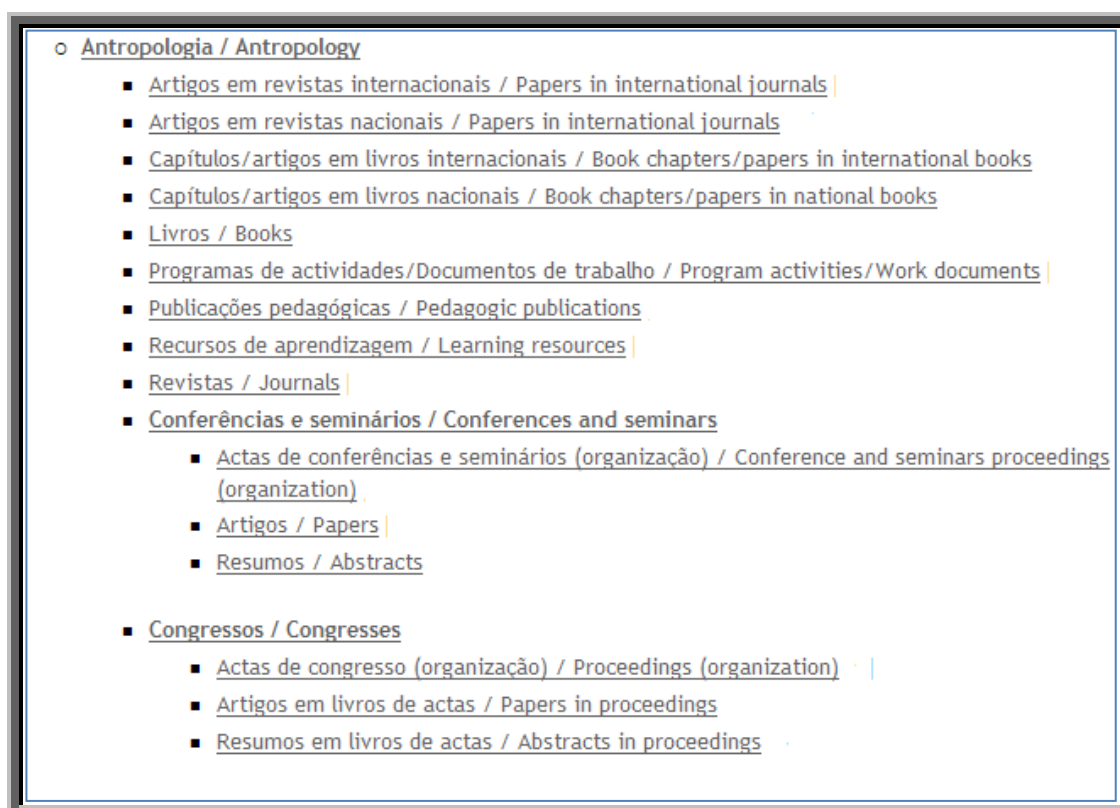 Antropologia / Antropology
Artigos em revistas internacionais / Papers in international journals
Artigos em revistas nacionais / Papers in international journals
Capítulos/artigos em livros internacionais / Book chapters/papers in international books
Capítulos/artigos em livros nacionais / Book chapters/papers in national books
Livros / Books
Programas de actividades/Documentos de trabalho / Program activities/Work documents
Publicações pedagógicas / Pedagogic publications
Recursos de aprendizagem / Learning resources
Revistas / Journals
Conferências e seminários / Conferences and seminars
Actas de conferências e seminários (organização) / Conference and seminars proceedings
(organization)
Artigos / Papers
Resumos / Abstracts
Congressos / Congresses
Actas de congresso (organização) / Proceedings (organization)
Artigos em livros de actas / Papers in proceedings
Resumos em livros de actas / Abstracts in proceedings